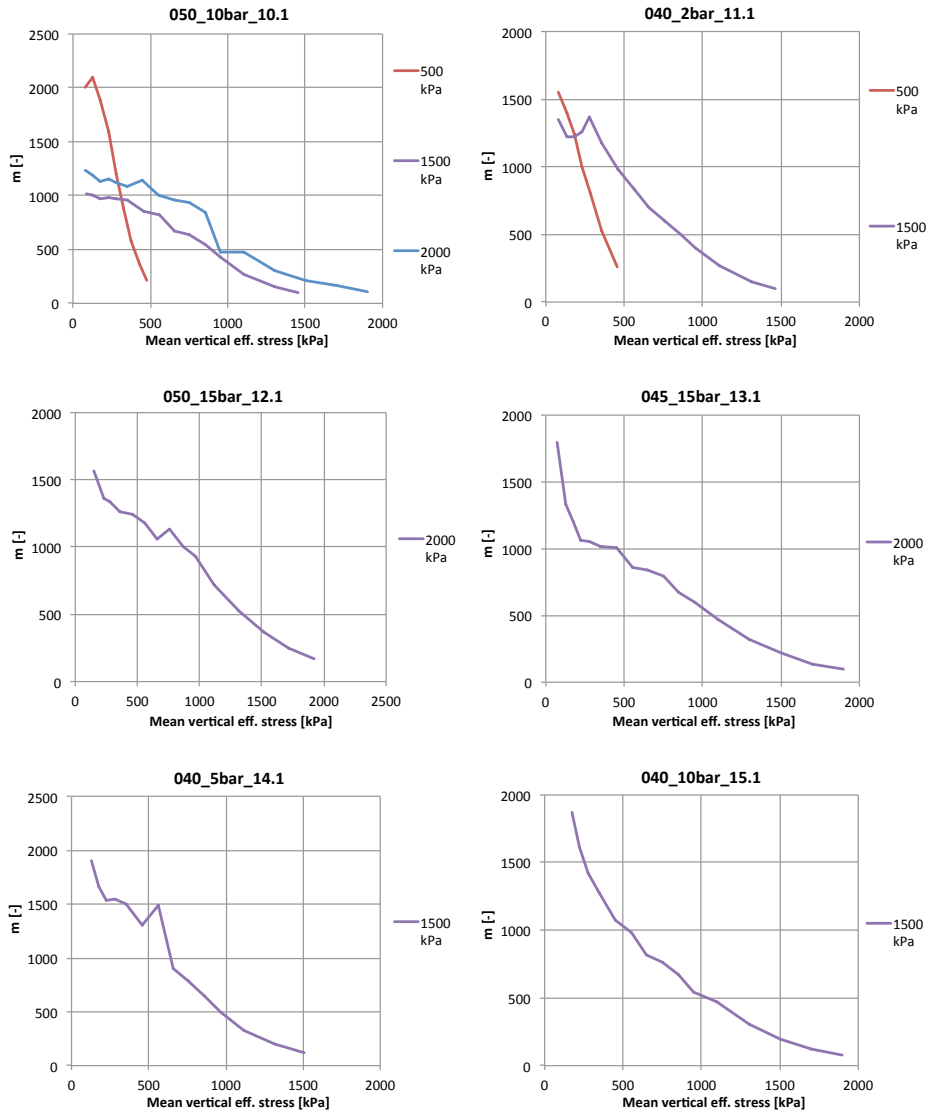 050_10bar_10.1
2500
2000
1500
1000
500
0
m [-]
0 500 1000 1500 2000
Mean vertical eff. stress [kPa]
500
kPa
1500
kPa
2000
kPa
040_2bar_11.1
2000
1500
1000
500
0
m [-]
0 500 1000 1500 2000
Mean vertical eff. stress [kPa]
500
kPa
1500
kPa
050_15bar_12.1
2000
1500
1000
500
0
m [-]
0 500 1000 1500 2000 2500
Mean vertical eff. stress [kPa]
2000
kPa
045_15bar_13.1
2000
1500
1000
500
0
m [-]
0 500 1000 1500 2000
Mean vertical eff. stress [kPa]
2000
kPa
040_5bar_14.1
2500
2000
1500
1000
500
0
m [-]
0 500 1000 1500 2000
Mean vertical eff. stress [kPa]
1500
kPa
040_10bar_15.1
2000
1500
1000
500
0
m [-]
0 500 1000 1500 2000
Mean vertical eff. stress [kPa]
1500
kPa